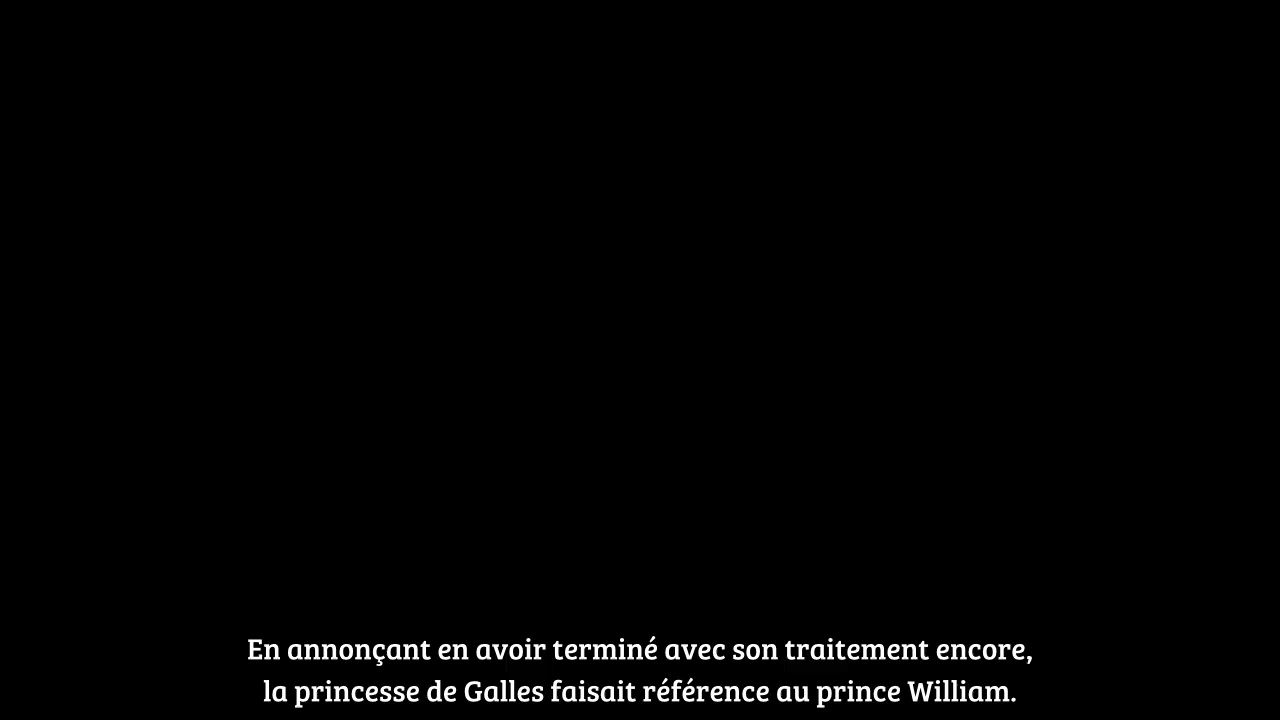 En annonçant en avoir terminé avec son traitement encore,
la princesse de Galles faisait référence au prince William.